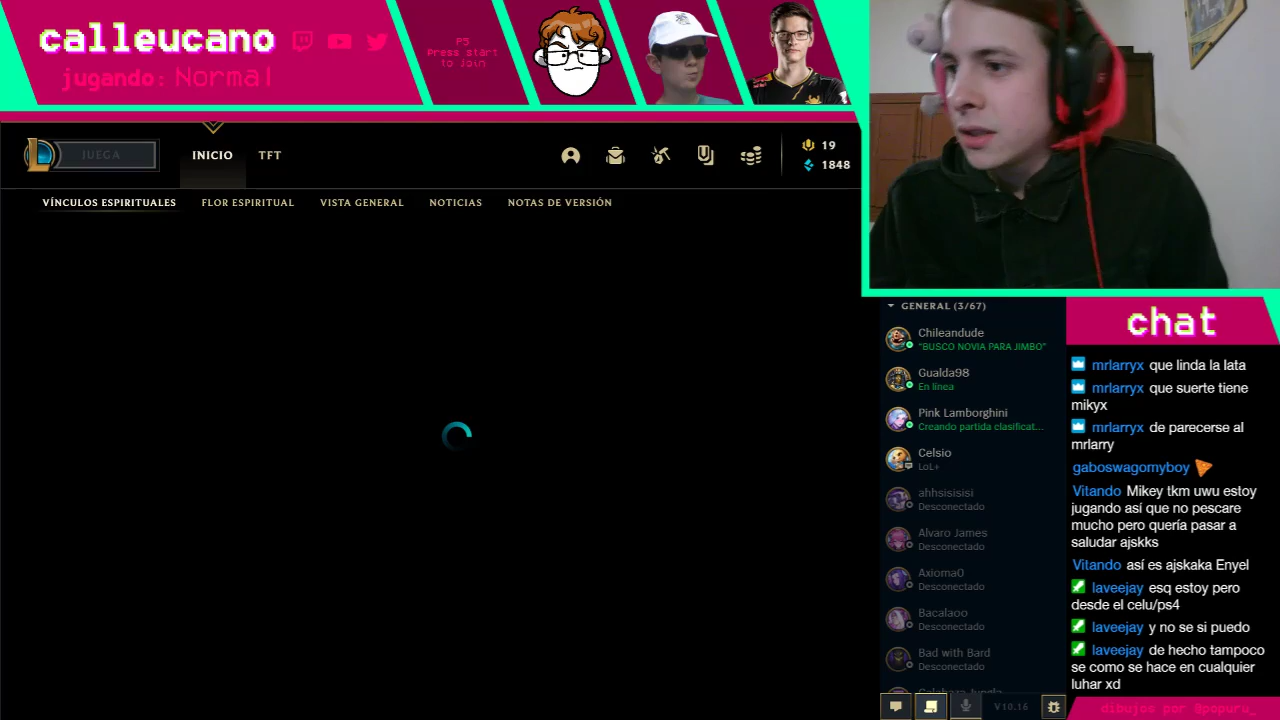 calleucano
jugando: Normal
P5
Press start
to Join
JUEGA
INICIO
TFT
19
1848
VÍNCULOS ESPIRITUALES
FLOR ESPIRITUAL
VISTA GENERAL
NOTICIAS
NOTAS DE VERSIÓN
GENERAL (3/67)
Chileandude
"BUSCO NOVIA PARA JIMBO"
Gualda98
En línea
Pink Lamborghini
Creando partida clasificat...
Celsio
LoL+
ahhsisisisi
Desconectado
Alvaro James
Desconectado
Axioma0
Desconectado
Bacalaoo
Desconectado
Bad with Bard
Desconectado
V10.16
chat
mrlarryx que linda la lata
mrlarryx que suerte tiene
mikyx
mrlarryx de parecerse al
mrlarry
gaboswagomyboy
Vitando Mikey tkm uwu estoy
jugando así que no pescare
mucho pero quería pasar a
saludar ajskks
Vitando así es ajskaka Enyel
laveejay esq estoy pero
desde el celu/ps4
laveejay y no se si puedo
laveejay de hecho tampoco
se como se hace en cualquier
luhar xd
dibujos por @popuru_